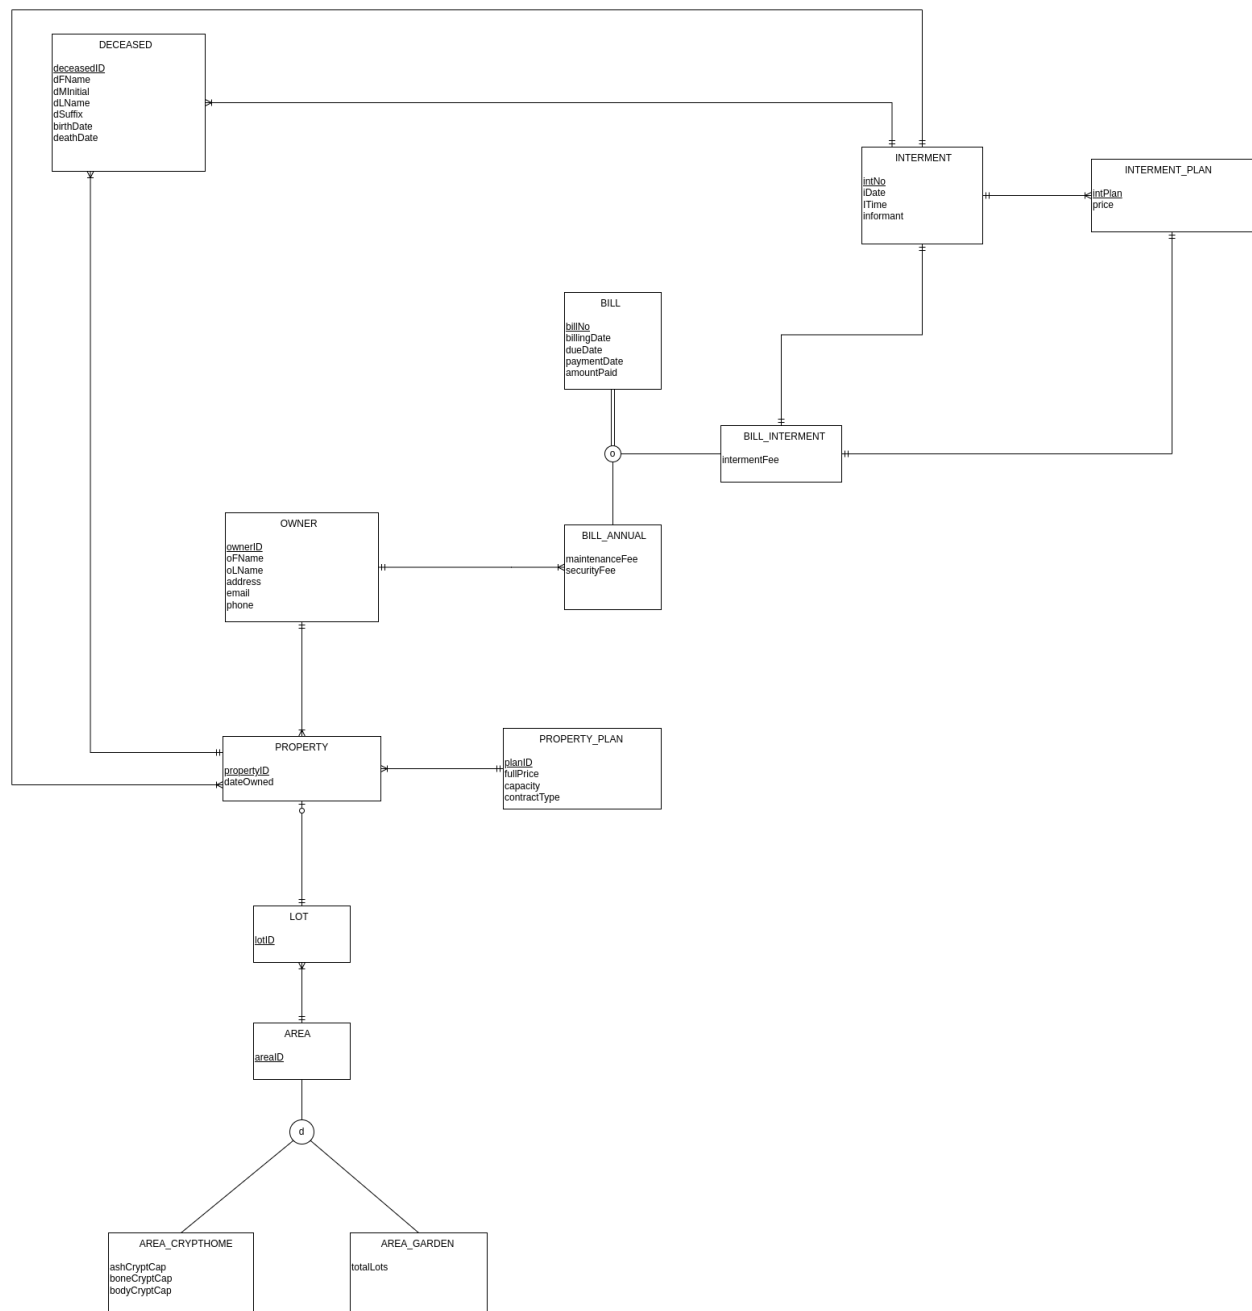 DECEASED
deceasedID
dFName
dMInitial
dLName
dSuffix
birthDate
deathDate
INTERMENT
intNo
iDate
ITime
informant
INTERMENT_PLAN
intPlan
price
BILL
billNo
billingDate
dueDate
paymentDate
amountPaid
BILL_INTERMENT
intermentFee
o
OWNER
ownerID
oFName
oLName
address
email
phone
BILL_ANNUAL
maintenanceFee
securityFee
PROPERTY
propertyID
dateOwned
PROPERTY_PLAN
planID
fullPrice
capacity
contractType
LOT
lotID
AREA
areaID
d
AREA_CRYPTHOME
ashCryptCap
boneCryptCap
bodyCryptCap
AREA_GARDEN
totalLots